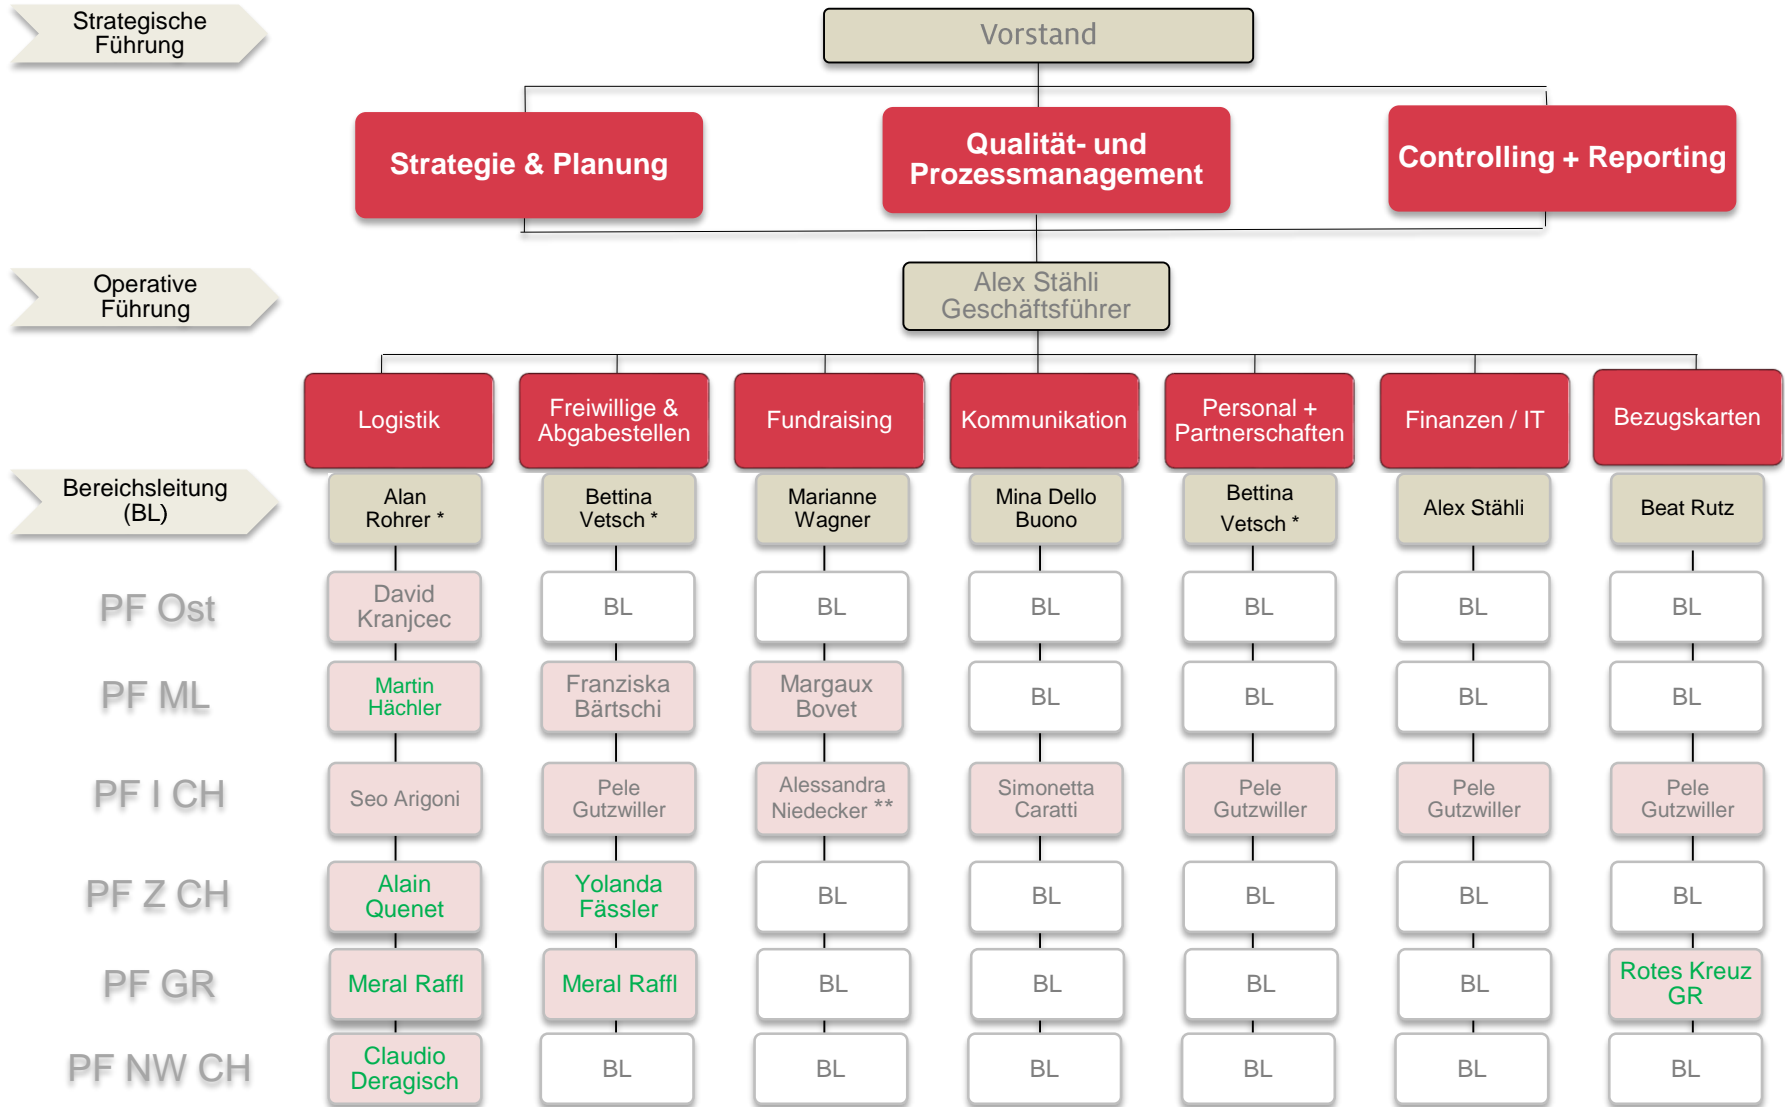 Strategische
Führung
Vorstand
Strategie & Planung
Qualität- und
Prozessmanagement
Controlling + Reporting
Operative
Führung
Alex Stähli
Geschäftsführer
Logistik
Freiwillige &
Abgabestellen
Fundraising
Kommunikation
Personal +
Partnerschaften
Finanzen / IT
Bezugskarten
Bereichsleitung
(BL)
Alan
Rohrer *
Bettina
Vetsch *
Marianne
Wagner
Mina Dello
Buono
Bettina
Vetsch *
Alex Stähli
Beat Rutz
PF Ost
David
Kranjcec
BL
BL
BL
BL
BL
BL
PF ML
Martin
Hächler
Franziska
Bärtschi
Margaux
Bovet
BL
BL
BL
BL
PF I CH
Seo Arigoni
Pele
Gutzwiller
Alessandra
Niedecker **
Simonetta
Caratti
Pele
Gutzwiller
Pele
Gutzwiller
Pele
Gutzwiller
PF Z CH
Alain
Quenet
Yolanda
Fässler
BL
BL
BL
BL
BL
PF GR
Meral Raffl
Meral Raffl
BL
BL
BL
BL
Rotes Kreuz
GR
PF NW CH
Claudio
Deragisch
BL
BL
BL
BL
BL
BL